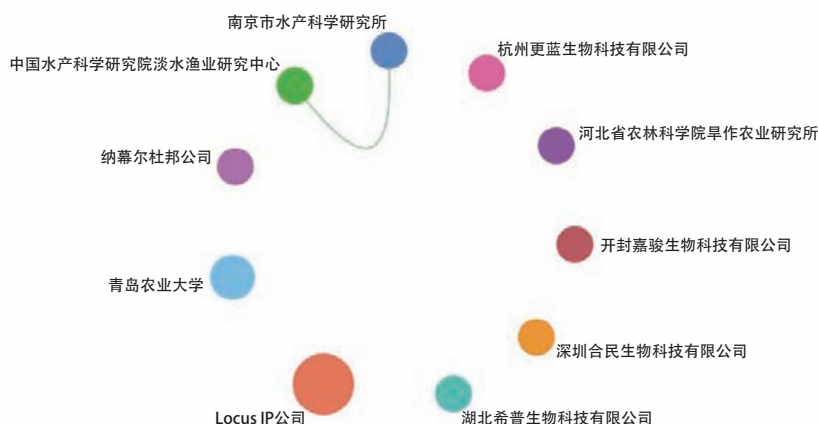 南京市水产科学研究所
杭州更蓝生物科技有限公司
中国水产科学研究院淡水渔业研究中心
河北省农林科学院旱作农业研究所
纳幕尔杜邦公司
开封嘉骏生物科技有限公司
青岛农业大学
深圳合民生物科技有限公司
Locus IP公司
湖北希普生物科技有限公司